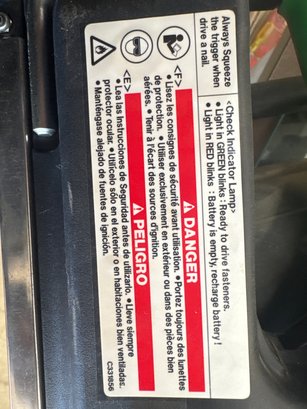 Always Squeeze
the trigger when
drive a nail.
<Check Indicator Lamp>
• Light in GREEN blinks : Ready to drive fasteners.
• Light in RED blinks : Battery is empty, recharge battery !
⚠ DANGER
<F>
• Lisez les consignes de sécurité avant utilisation. • Portez toujours des lunettes
de protection. • Utiliser exclusivement en extérieur ou dans des pièces bien
aérées. • Tenir à l'écart des sources d'ignition.
⚠ PELIGRO
<E>
• Lea las Instrucciones de Seguridad antes de utilizarlo. • Lleve siempre
protector ocular. • Utilícelo sólo en el exterior o en habitaciones bien ventiladas.
• Manténgase alejado de fuentes de ignición.
C331856